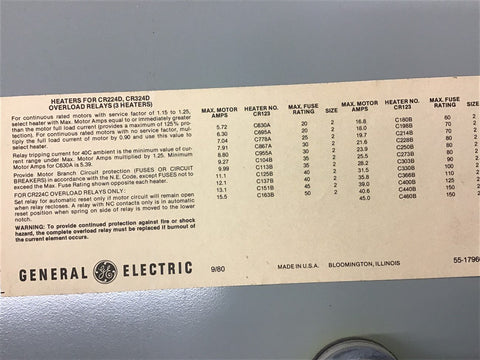 HEATERS FOR CR224D, CR324D
OVERLOAD RELAYS (3 HEATERS)
For continuous rated motors with service factor of 1.15 to 1.25,
select heater with Max. Motor Amps equal to or immediately greater
than the motor full load current (provides a maximum of 125% pro-
tection). For continuous rated motors with no service factor, mul-
tiply the full load current of motor by 0.90 and use this value to
select heater.
Relay tripping current for 40C ambient is the minimum value of cur-
rent range under Max. Motor Amps multiplied by 1.25. Minimum
Motor Amps for C630A is 5.39.
Provide Motor Branch Circuit protection (FUSES OR CIRCUIT
BREAKERS) in accordance with the N.E. Code, except FUSES not to
exceed the Max. Fuse Rating shown opposite each heater.
FOR CR224D OVERLOAD RELAYS ONLY:
Set relay for automatic reset only if motor circuit will remain open
when relay recloses. A relay with NC contacts only is in automatic
reset position when spring on side of relay is moved to the lower
notch.
WARNING: To provide continued protection against fire or shock
hazard, the complete overload relay must be replaced if burnout of
the current element occurs.
MAX. MOTOR AMPS HEATER NO. CR123 MAX. FUSE RATING SIZE
5.72 C630A 20 2
6.30 C695A 20 2
7.04 C778A 25 2
7.91 C867A 30 2
8.80 C955A 30 2
9.27 C104B 35 2
9.99 C113B 35 2
11.1 C125B 40 2
12.1 C137B 2
13.1 C151B 2
15.5 C163B 50 2
MAX. MOTOR AMPS HEATER NO. CR123 MAX. FUSE RATING SIZE
16.8 C180B 60 2
18.0 C198B 70 2
19.7 C214B 2
21.6 C228B 80 2
23.9 C250B 80 2
25.5 C273B 80 2
28.2 C303B 90 2
31.5 C330B 100 2
35.8 C366B 110 2
C400B 2
40.6 C440B 150 2
45.0 C460B 150 2
GENERAL GE ELECTRIC 9/80 MADE IN U.S.A. BLOOMINGTON, ILLINOIS 55-17966